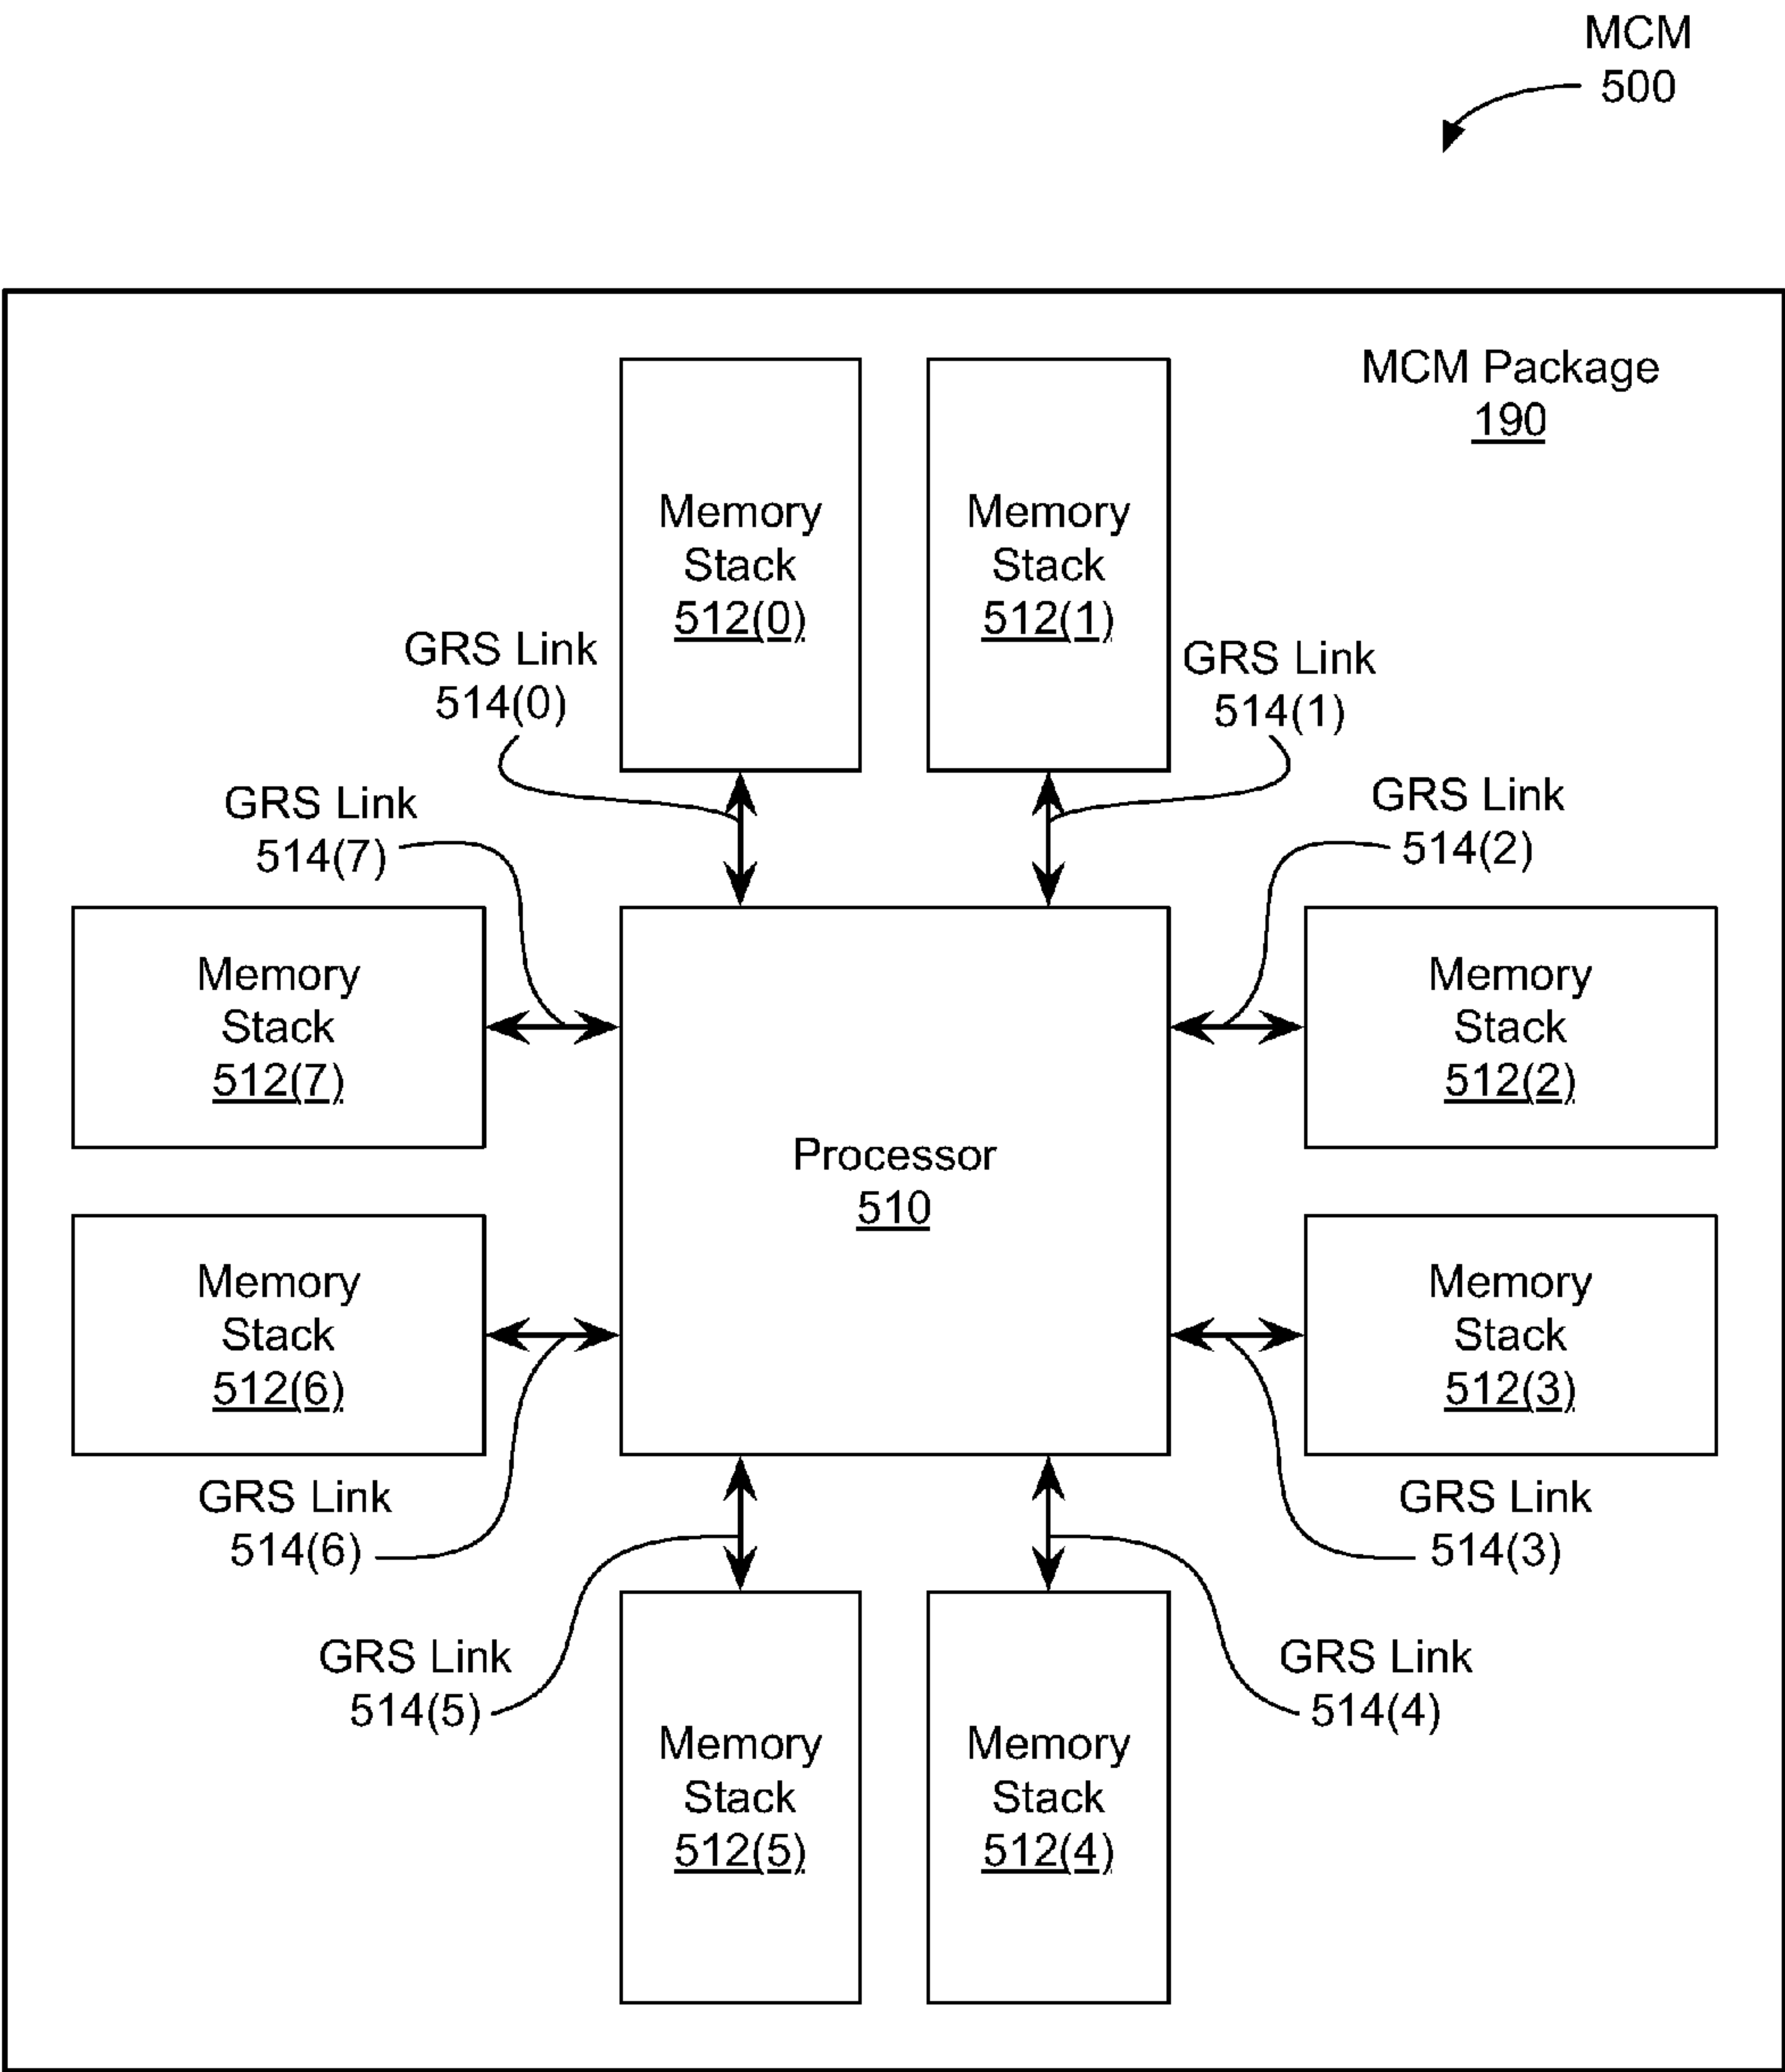 MCM
500
MCM Package
190
Memory
Stack
512(0)
Memory
Stack
512(1)
GRS Link
514(0)
GRS Link
514(1)
GRS Link
514(7)
GRS Link
514(2)
Memory
Stack
512(7)
Memory
Stack
512(2)
Processor
510
Memory
Stack
512(6)
Memory
Stack
512(3)
GRS Link
514(6)
GRS Link
514(3)
GRS Link
514(5)
GRS Link
514(4)
Memory
Stack
512(5)
Memory
Stack
512(4)